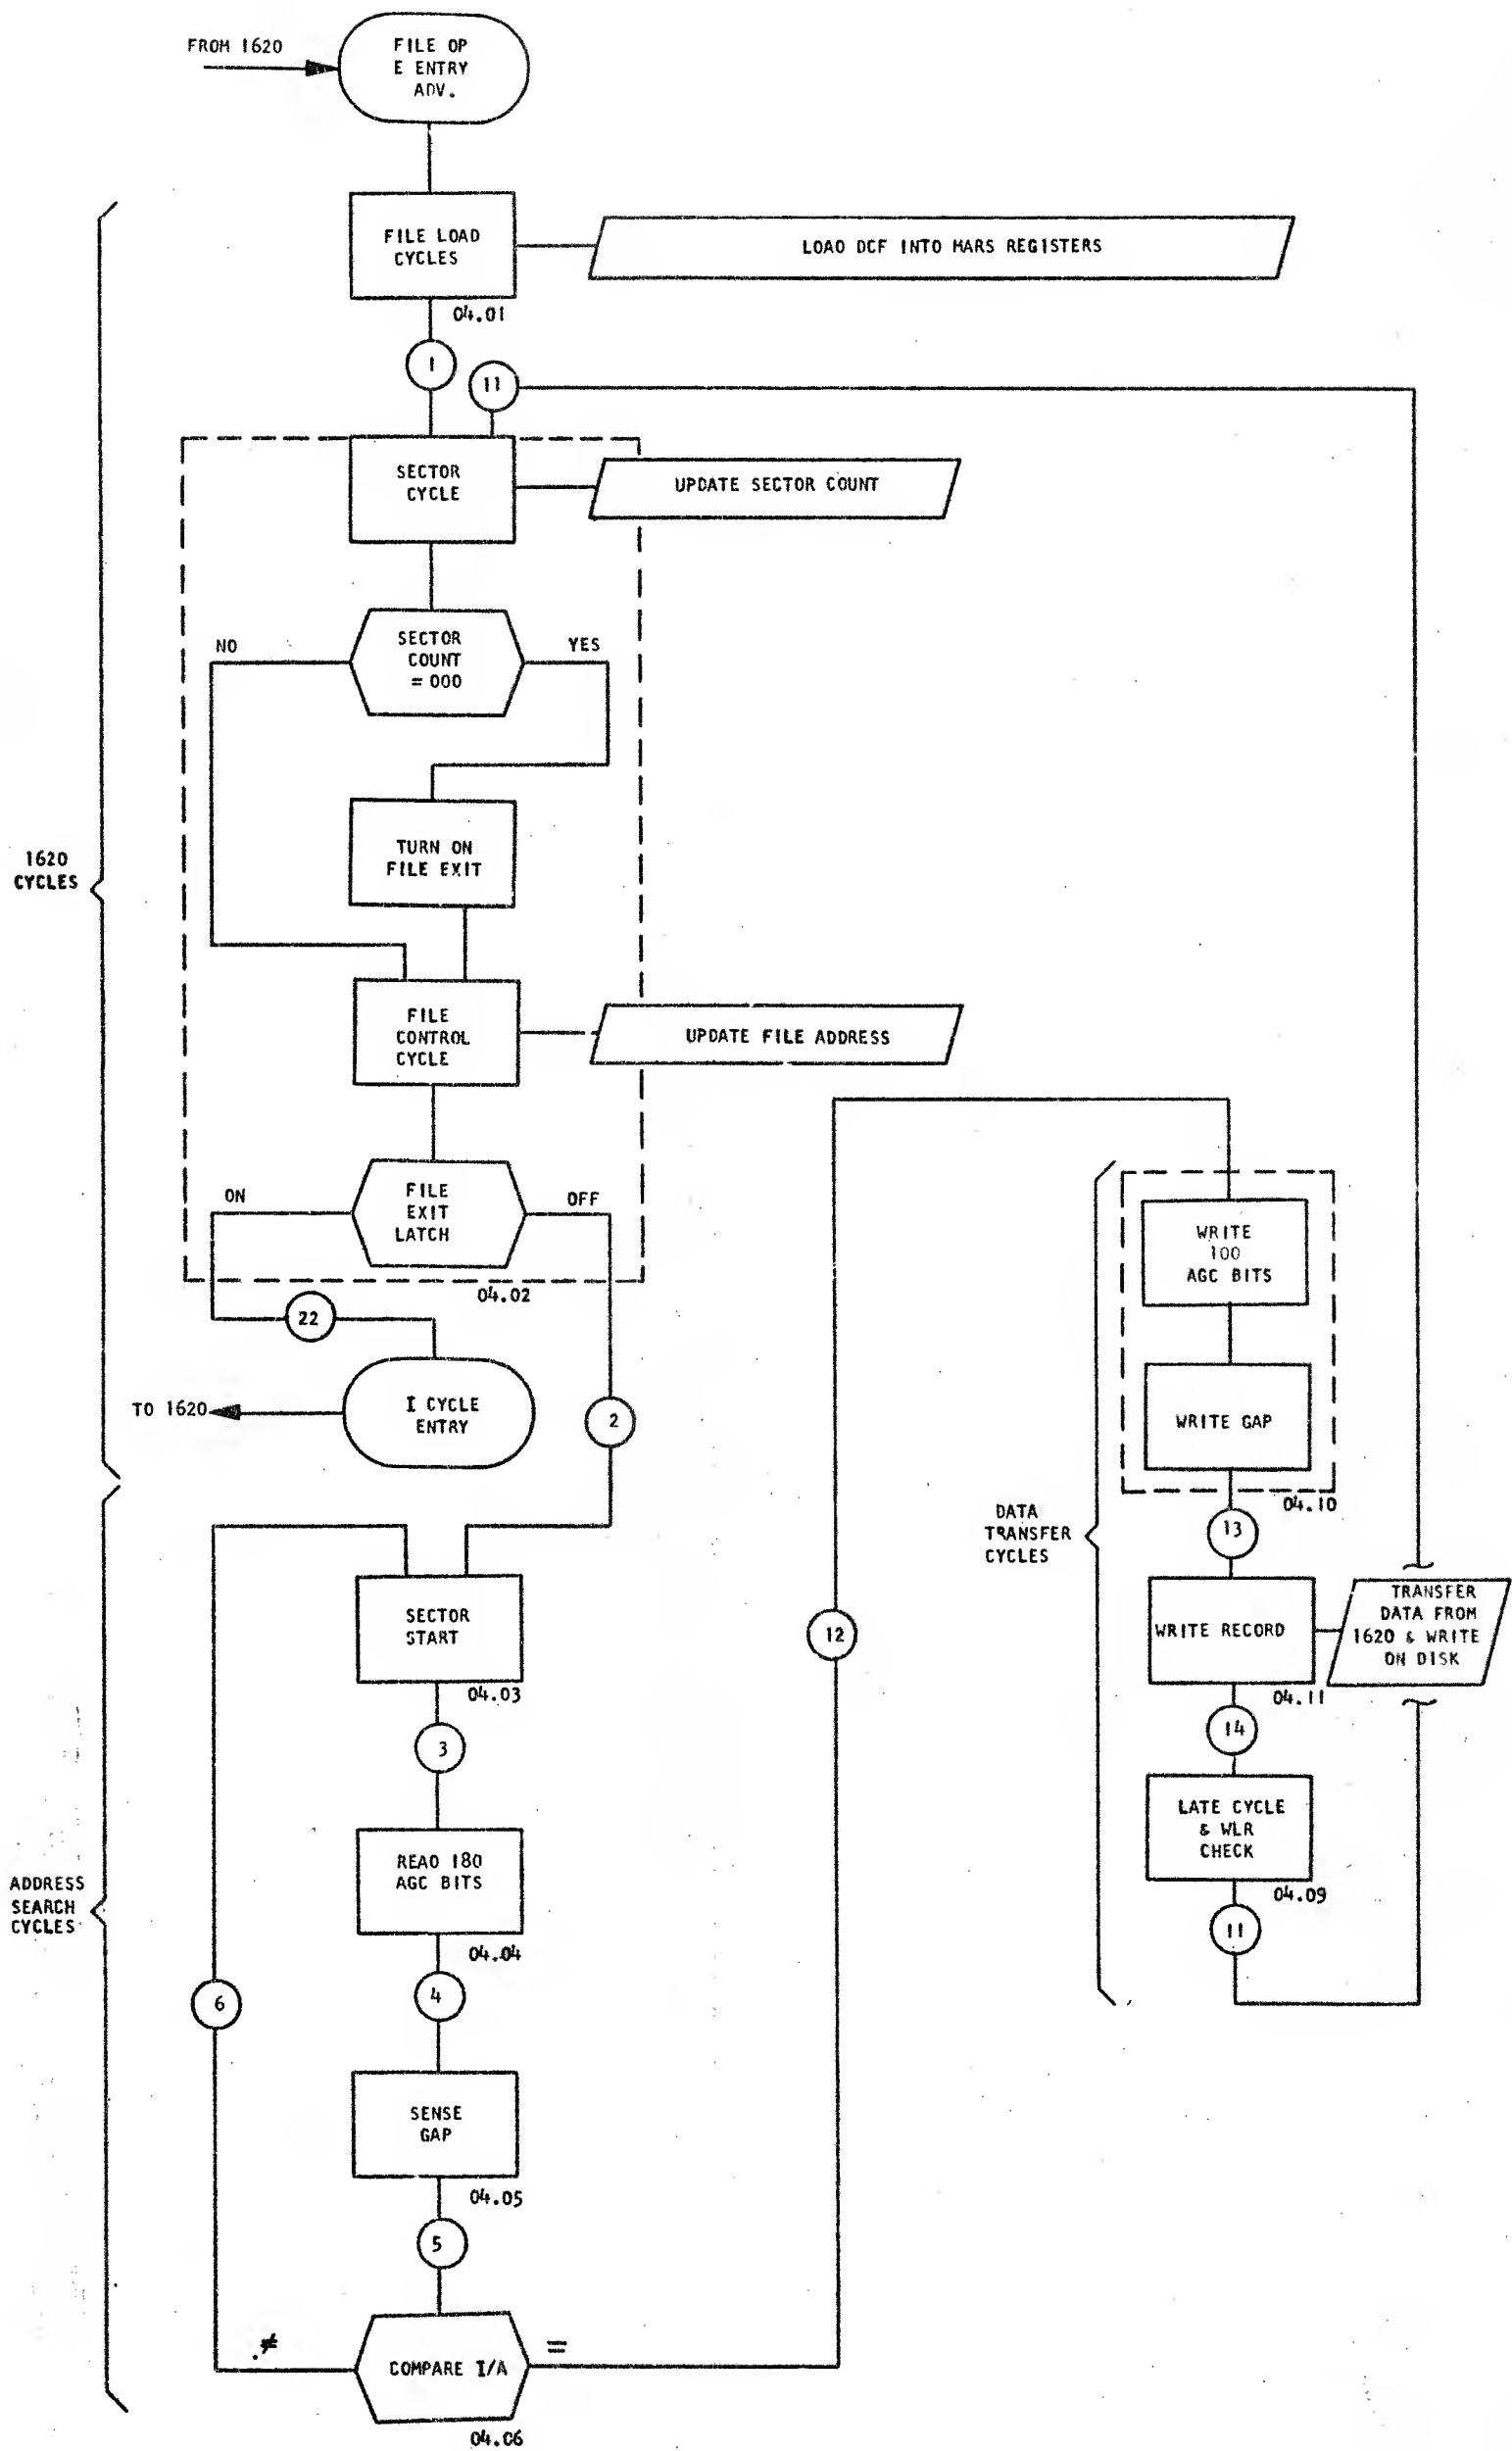 FROM 1620
FILE OP
E ENTRY
ADV.
FILE LOAD
CYCLES
LOAD DCF INTO MARS REGISTERS
04.01
1
11
SECTOR
CYCLE
UPDATE SECTOR COUNT
SECTOR
COUNT
= 000
NO
YES
TURN ON
FILE EXIT
1620
CYCLES
FILE
CONTROL
CYCLE
UPDATE FILE ADDRESS
FILE
EXIT
LATCH
ON
OFF
04.02
22
I CYCLE
ENTRY
TO 1620
2
SECTOR
START
04.03
3
READ 180
AGC BITS
04.04
4
ADDRESS
SEARCH
CYCLES
6
SENSE
GAP
04.05
5
≠
COMPARE I/A
=
04.06
12
WRITE
100
AGC BITS
WRITE GAP
04.10
DATA
TRANSFER
CYCLES
13
WRITE RECORD
TRANSFER
DATA FROM
1620 & WRITE
ON DISK
04.11
14
LATE CYCLE
& WLR
CHECK
04.09
11